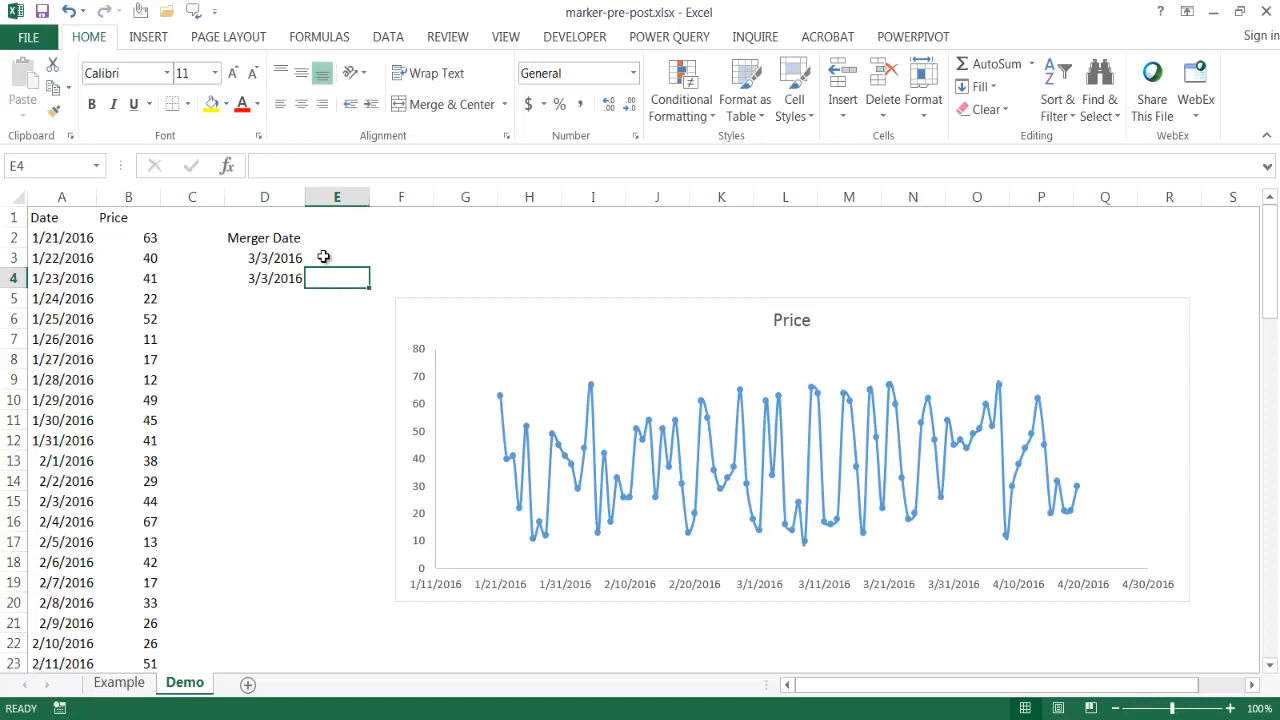 marker-pre-post.xlsx - Excel
?
Sign in
FILE HOME INSERT PAGE LAYOUT FORMULAS DATA REVIEW VIEW DEVELOPER POWER QUERY INQUIRE ACROBAT POWERPIVOT
Paste
Calibri 11
Wrap Text
General
B I U A
Merge & Center
$ % ,
Conditional Formatting
Format as Table
Cell Styles
Insert Delete Format
AutoSum
Fill
Clear
Sort & Filter
Find & Select
Share This File
WebEx
Clipboard Font Alignment Number Styles Cells Editing WebEx
E4 fx
A B C D E F G H I J K L M N O P Q R S
1 Date Price
2 1/21/2016 63 Merger Date
3 1/22/2016 40 3/3/2016
4 1/23/2016 41 3/3/2016
5 1/24/2016 22
6 1/25/2016 52
7 1/26/2016 11
8 1/27/2016 17
9 1/28/2016 12
10 1/29/2016 49
11 1/30/2016 45
12 1/31/2016 41
13 2/1/2016 38
14 2/2/2016 29
15 2/3/2016 44
16 2/4/2016 67
17 2/5/2016 13
18 2/6/2016 42
19 2/7/2016 17
20 2/8/2016 33
21 2/9/2016 26
22 2/10/2016 26
23 2/11/2016 51
Price
80
70
60
50
40
30
20
10
0
1/11/2016 1/21/2016 1/31/2016 2/10/2016 2/20/2016 3/1/2016 3/11/2016 3/21/2016 3/31/2016 4/10/2016 4/20/2016 4/30/2016
Example Demo
READY
100%